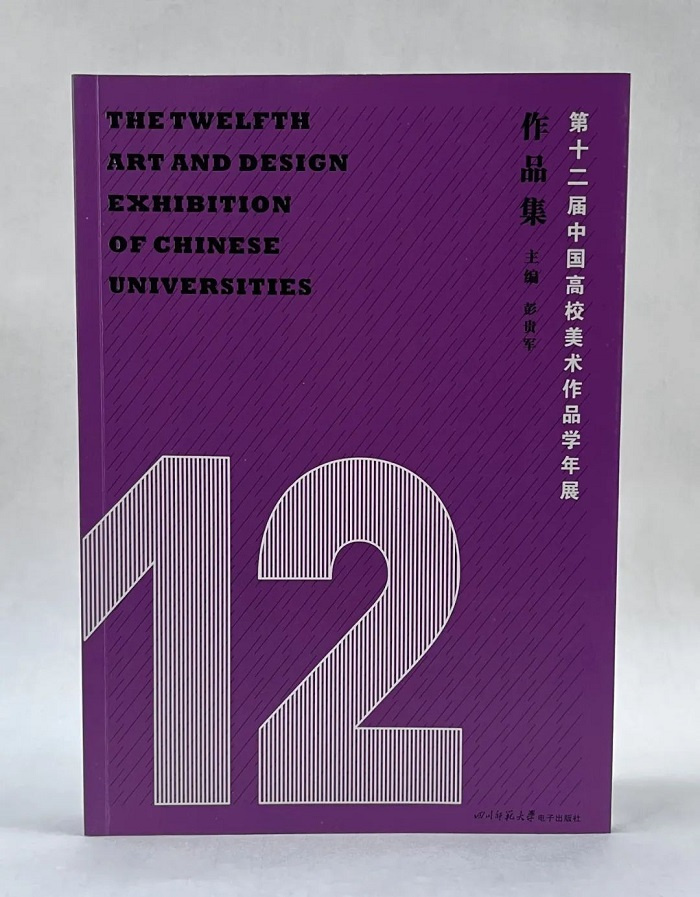 THE TWELFTH
ART AND DESIGN
EXHIBITION
OF CHINESE
UNIVERSITIES
第十二届中国高校美术作品学年展
作品集
主编 彭贵军
12
四川师范大学电子出版社